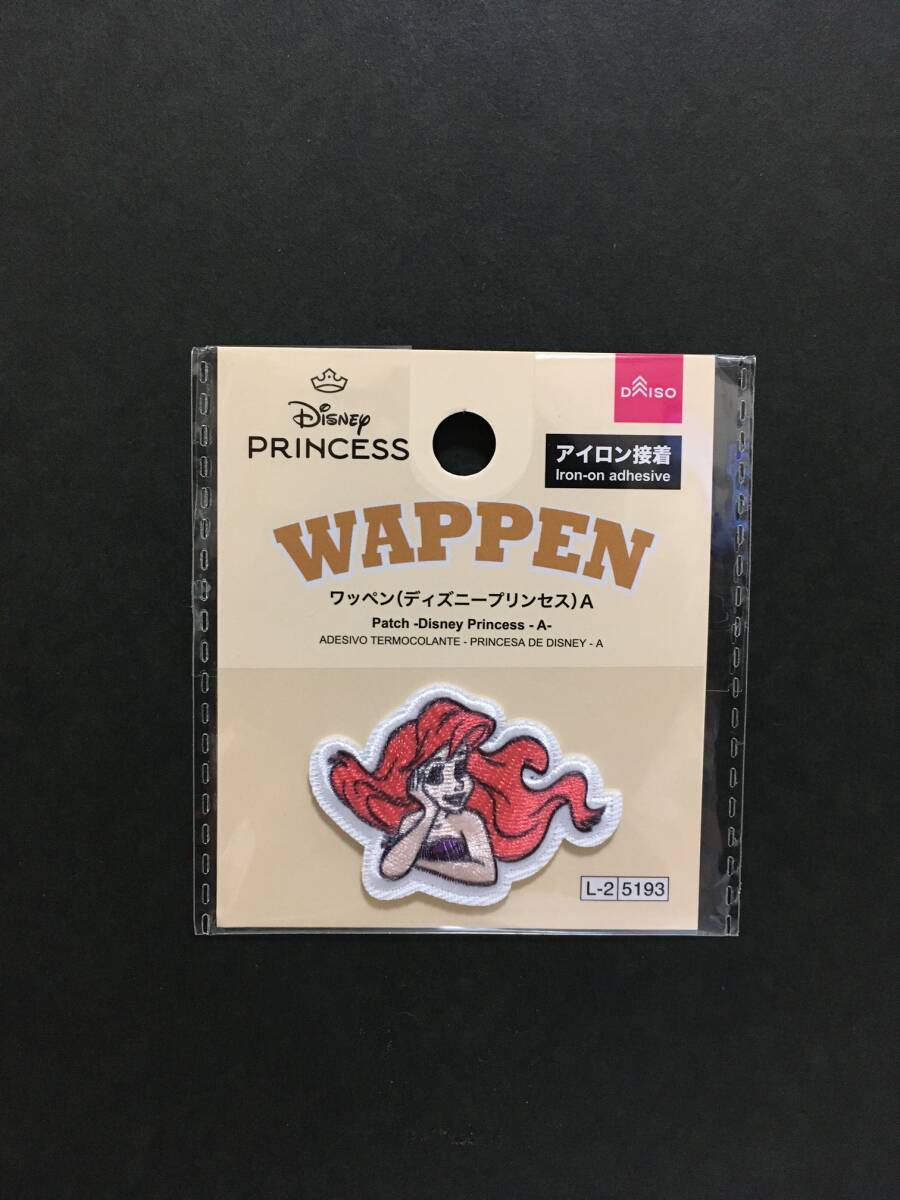 Disney
PRINCESS
DAISO
アイロン接着
Iron-on adhesive
WAPPEN
ワッペン(ディズニープリンセス)A
Patch -Disney Princess - A-
ADESIVO TERMOCOLANTE - PRINCESA DE DISNEY - A
L-2 5193